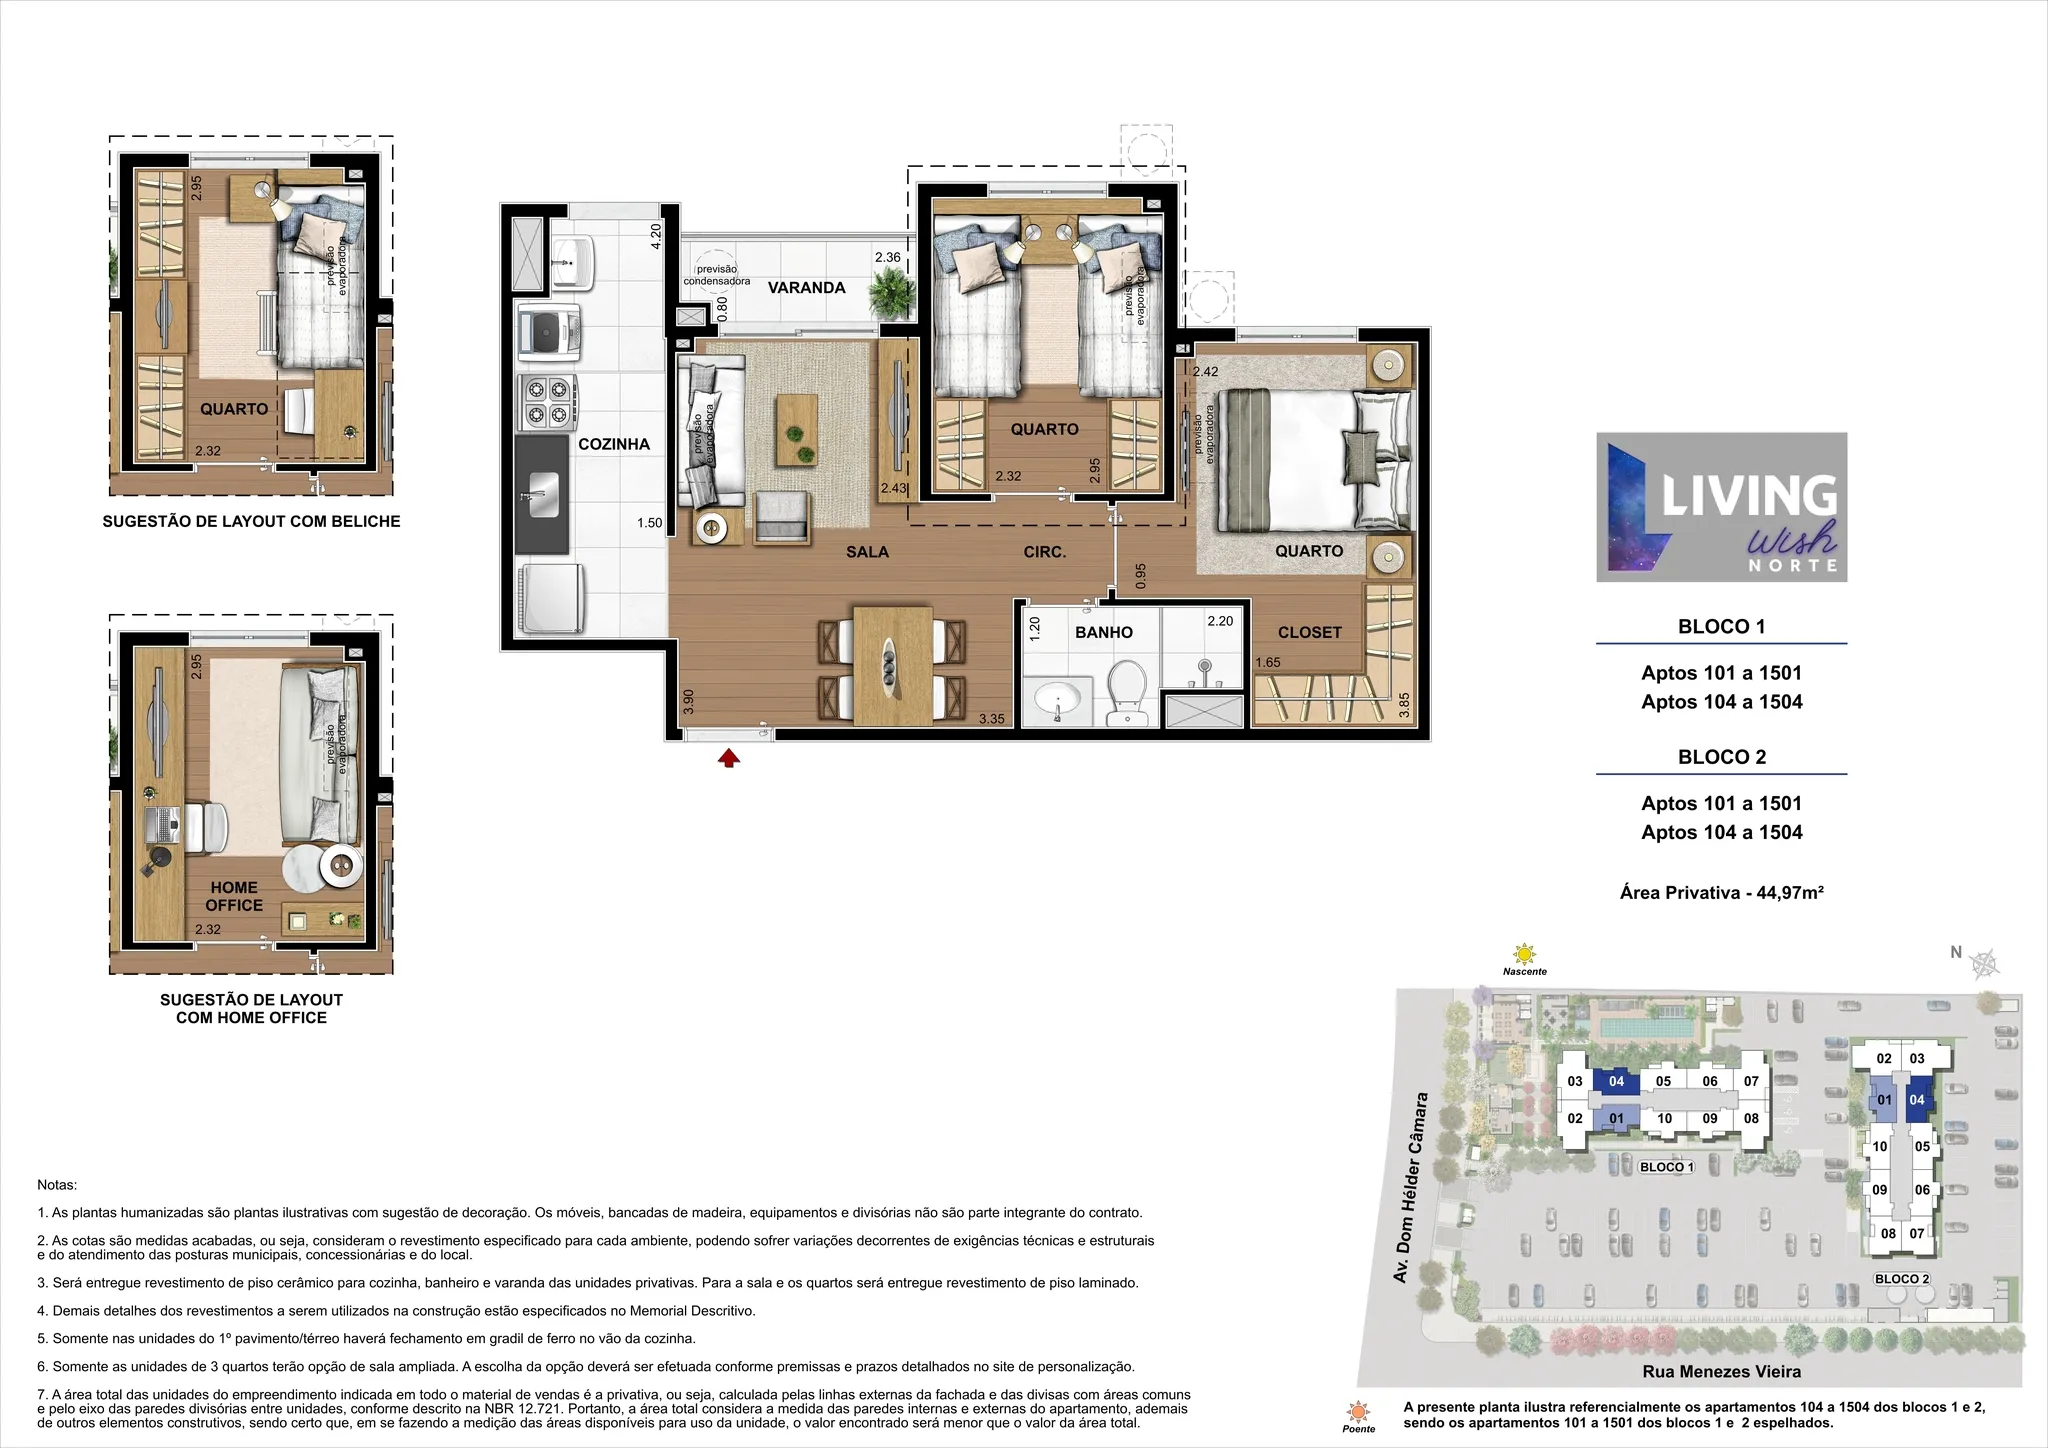 2.95
previsão
evaporadora
QUARTO
2.32
SUGESTÃO DE LAYOUT COM BELICHE
2.95
previsão
evaporadora
HOME
OFFICE
2.32
SUGESTÃO DE LAYOUT
COM HOME OFFICE
4.20
previsão
condensadora
2.36
VARANDA
0.80
previsão
evaporadora
COZINHA
1.50
previsão
evaporadora
2.43
SALA
QUARTO
2.32
2.95
CIRC.
2.42
previsão
evaporadora
QUARTO
0.95
1.20
BANHO
2.20
CLOSET
1.65
3.85
3.90
3.35
LIVING
wish
NORTE
BLOCO 1
Aptos 101 a 1501
Aptos 104 a 1504
BLOCO 2
Aptos 101 a 1501
Aptos 104 a 1504
Área Privativa - 44,97m²
Nascente
N
03 04 05 06 07
02 01 10 09 08
BLOCO 1
02 03
01 04
10 05
09 06
08 07
BLOCO 2
Av. Dom Hélder Câmara
Rua Menezes Vieira
Poente
A presente planta ilustra referencialmente os apartamentos 104 a 1504 dos blocos 1 e 2,
sendo os apartamentos 101 a 1501 dos blocos 1 e 2 espelhados.
Notas:
1. As plantas humanizadas são plantas ilustrativas com sugestão de decoração. Os móveis, bancadas de madeira, equipamentos e divisórias não são parte integrante do contrato.
2. As cotas são medidas acabadas, ou seja, consideram o revestimento especificado para cada ambiente, podendo sofrer variações decorrentes de exigências técnicas e estruturais
e do atendimento das posturas municipais, concessionárias e do local.
3. Será entregue revestimento de piso cerâmico para cozinha, banheiro e varanda das unidades privativas. Para a sala e os quartos será entregue revestimento de piso laminado.
4. Demais detalhes dos revestimentos a serem utilizados na construção estão especificados no Memorial Descritivo.
5. Somente nas unidades do 1º pavimento/térreo haverá fechamento em gradil de ferro no vão da cozinha.
6. Somente as unidades de 3 quartos terão opção de sala ampliada. A escolha da opção deverá ser efetuada conforme premissas e prazos detalhados no site de personalização.
7. A área total das unidades do empreendimento indicada em todo o material de vendas é a privativa, ou seja, calculada pelas linhas externas da fachada e das divisas com áreas comuns
e pelo eixo das paredes divisórias entre unidades, conforme descrito na NBR 12.721. Portanto, a área total considera a medida das paredes internas e externas do apartamento, ademais
de outros elementos construtivos, sendo certo que, em se fazendo a medição das áreas disponíveis para uso da unidade, o valor encontrado será menor que o valor da área total.